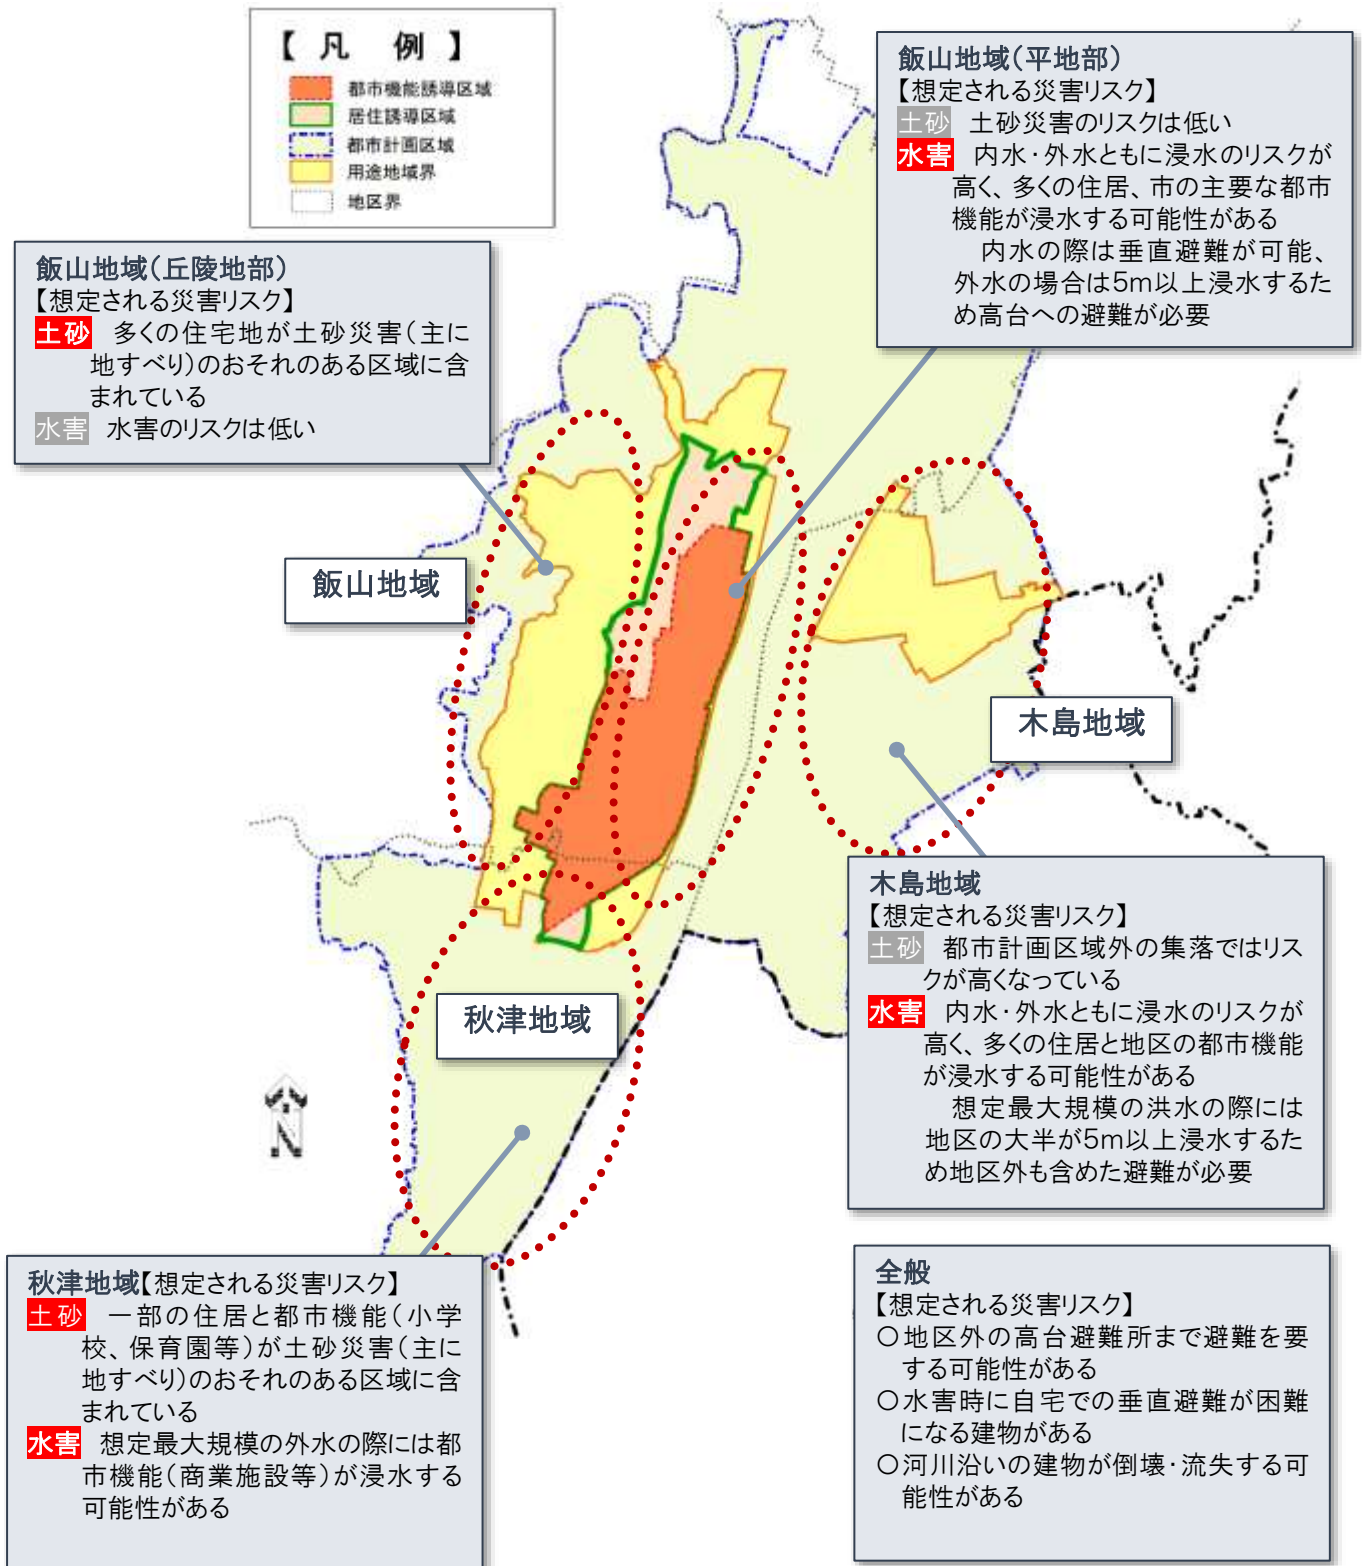 【 凡 例 】
都市機能誘導区域
居住誘導区域
都市計画区域
用途地域界
地区界
飯山地域(平地部)
【想定される災害リスク】
土砂 土砂災害のリスクは低い
水害 内水・外水ともに浸水のリスクが
高く、多くの住居、市の主要な都市
機能が浸水する可能性がある
内水の際は垂直避難が可能、
外水の場合は5m以上浸水するた
め高台への避難が必要
飯山地域(丘陵地部)
【想定される災害リスク】
土砂 多くの住宅地が土砂災害(主に
地すべり)のおそれのある区域に含
まれている
水害 水害のリスクは低い
飯山地域
木島地域
木島地域
【想定される災害リスク】
土砂 都市計画区域外の集落ではリス
クが高くなっている
水害 内水・外水ともに浸水のリスクが
高く、多くの住居と地区の都市機能
が浸水する可能性がある
想定最大規模の洪水の際には
地区の大半が5m以上浸水するた
め地区外も含めた避難が必要
秋津地域
N
秋津地域【想定される災害リスク】
土砂 一部の住居と都市機能(小学
校、保育園等)が土砂災害(主に
地すべり)のおそれのある区域に含
まれている
水害 想定最大規模の外水の際には都
市機能(商業施設等)が浸水する
可能性がある
全般
【想定される災害リスク】
○地区外の高台避難所まで避難を要
する可能性がある
○水害時に自宅での垂直避難が困難
になる建物がある
○河川沿いの建物が倒壊・流失する可
能性がある